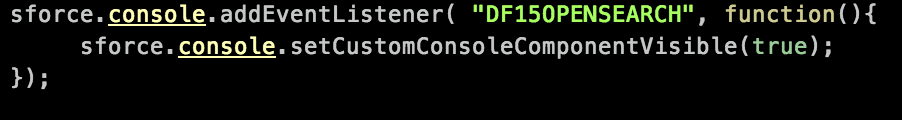 sforce.console.addEventListener( "DF15OPENSEARCH", function(){
sforce.console.setCustomConsoleComponentVisible(true);
});